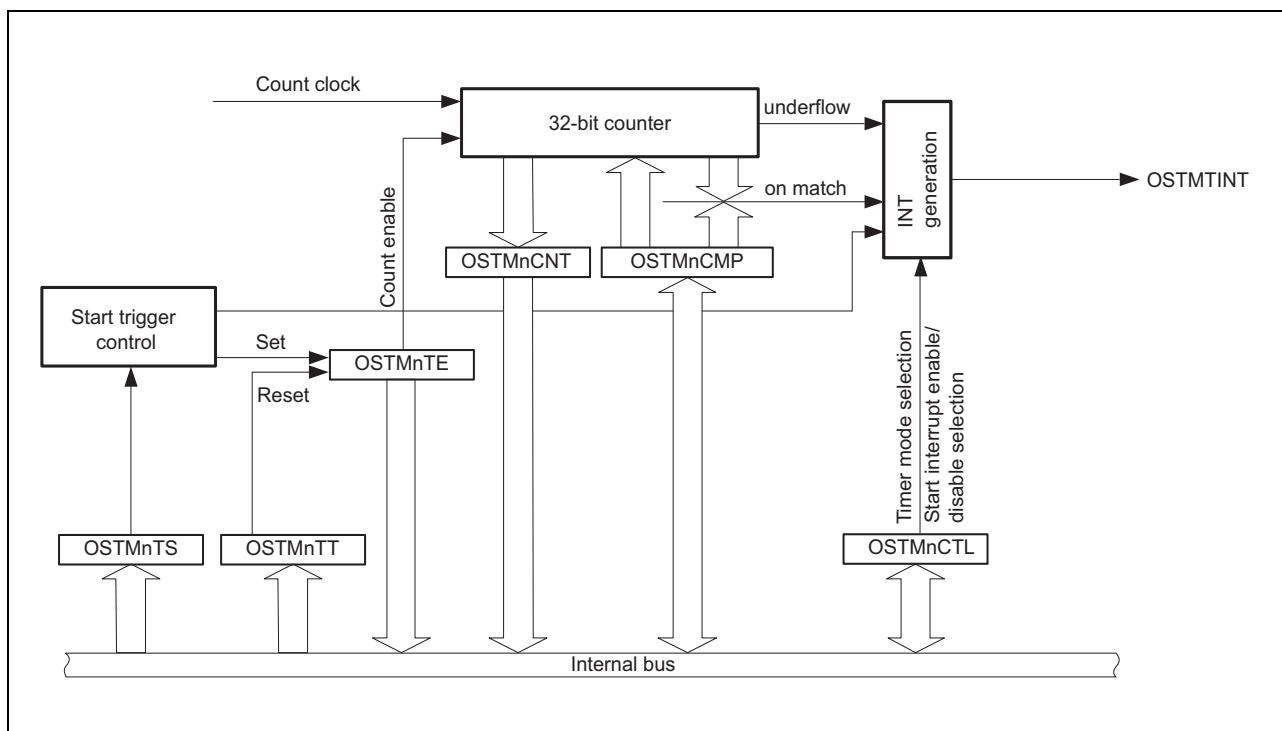 Count clock
32-bit counter
underflow
on match
INT
generation
OSTMTINT
Count enable
OSTMnCNT
OSTMnCMP
Start trigger
control
Set
OSTMnTE
Reset
Timer mode selection
Start interrupt enable/
disable selection
OSTMnTS
OSTMnTT
OSTMnCTL
Internal bus